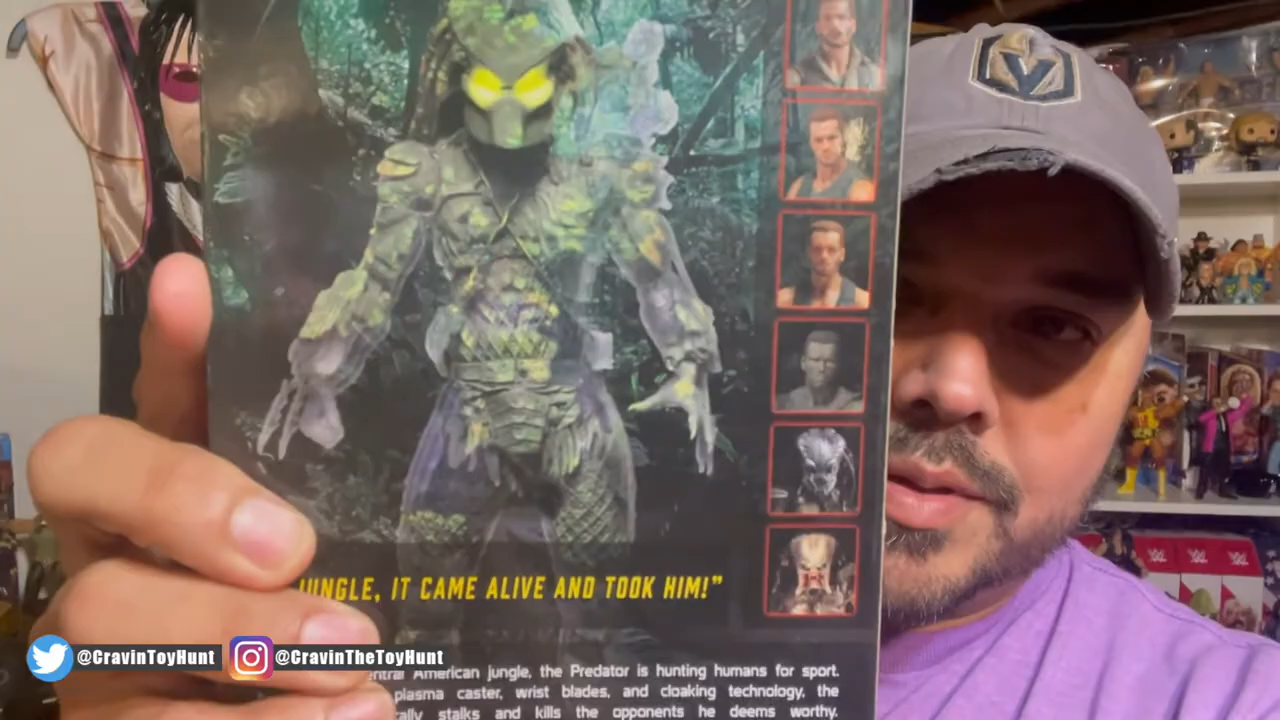 JUNGLE, IT CAME ALIVE AND TOOK HIM!”
American jungle, the Predator is hunting humans for sport.
plasma caster, wrist blades, and cloaking technology, the
stalks and kills the opponents he deems worthy.
@CravinToyHunt @CravinTheToyHunt